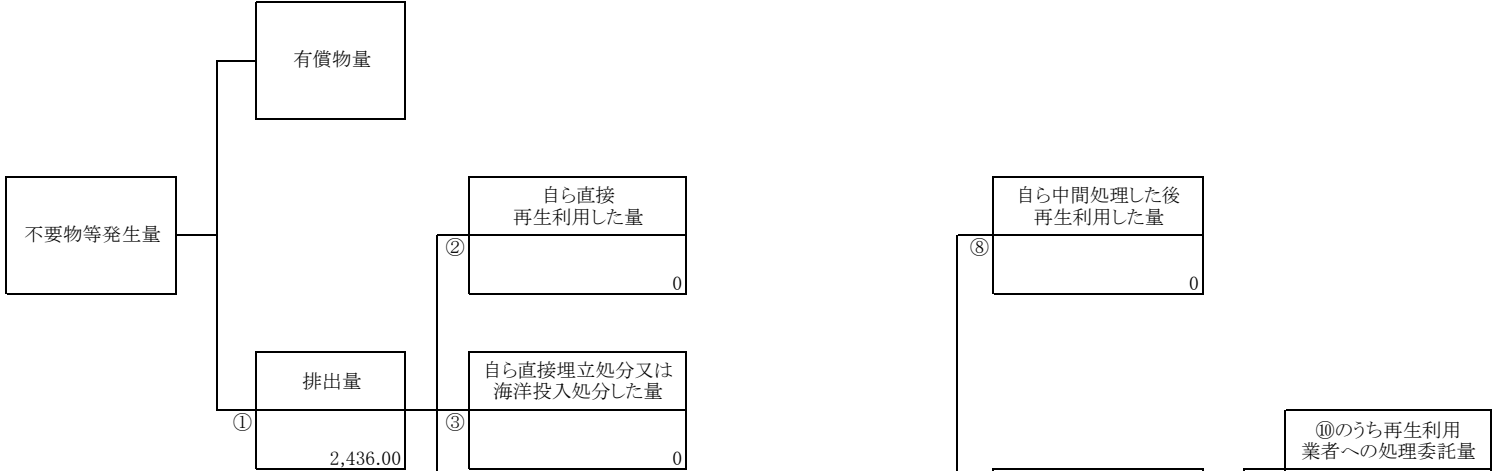 有償物量
不要物等発生量
自ら直接
再生利用した量
②
0
自ら中間処理した後
再生利用した量
⑧
0
排出量
①
2,436.00
自ら直接埋立処分又は
海洋投入処分した量
③
0
⑩のうち再生利用
業者への処理委託量